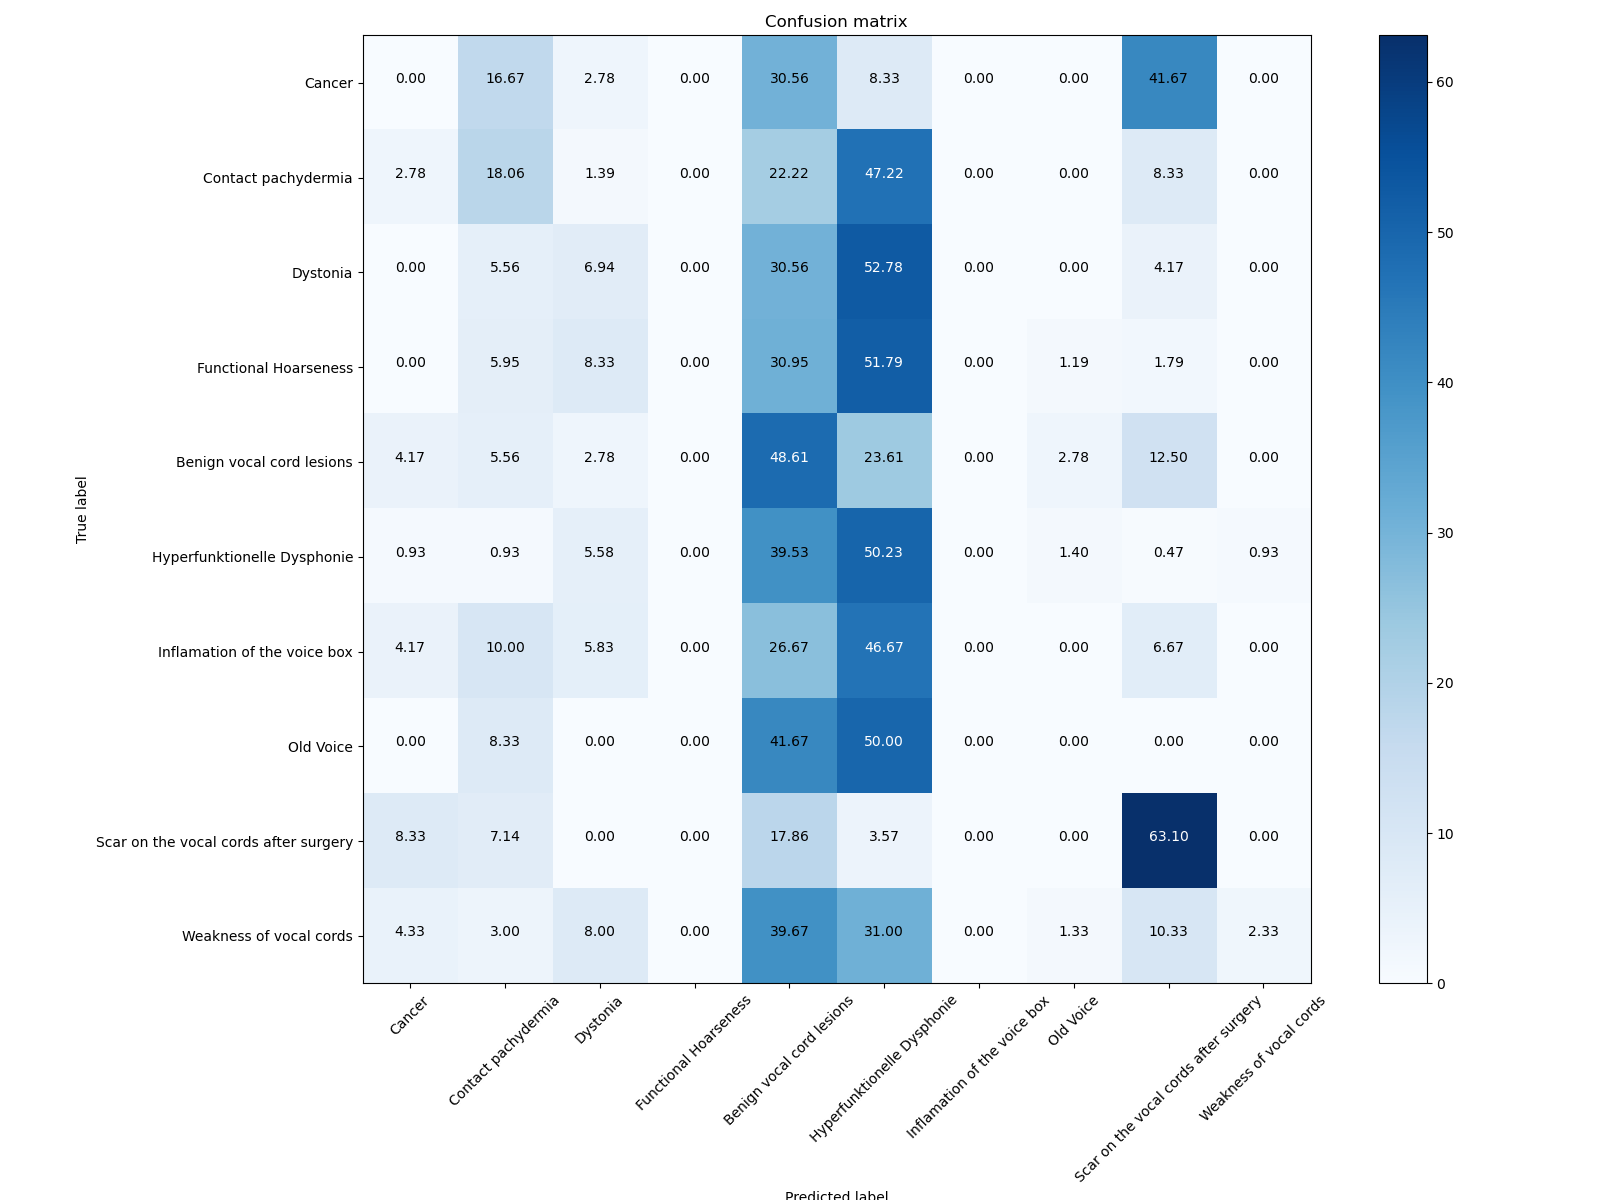 Confusion matrix
Cancer 0.00 16.67 2.78 0.00 30.56 8.33 0.00 0.00 41.67 0.00
Contact pachydermia 2.78 18.06 1.39 0.00 22.22 47.22 0.00 0.00 8.33 0.00
Dystonia 0.00 5.56 6.94 0.00 30.56 52.78 0.00 0.00 4.17 0.00
Functional Hoarseness 0.00 5.95 8.33 0.00 30.95 51.79 0.00 1.19 1.79 0.00
Benign vocal cord lesions 4.17 5.56 2.78 0.00 48.61 23.61 0.00 2.78 12.50 0.00
Hyperfunktionelle Dysphonie 0.93 0.93 5.58 0.00 39.53 50.23 0.00 1.40 0.47 0.93
Inflamation of the voice box 4.17 10.00 5.83 0.00 26.67 46.67 0.00 0.00 6.67 0.00
Old Voice 0.00 8.33 0.00 0.00 41.67 50.00 0.00 0.00 0.00 0.00
Scar on the vocal cords after surgery 8.33 7.14 0.00 0.00 17.86 3.57 0.00 0.00 63.10 0.00
Weakness of vocal cords 4.33 3.00 8.00 0.00 39.67 31.00 0.00 1.33 10.33 2.33
True label
Cancer
Contact pachydermia
Dystonia
Functional Hoarseness
Benign vocal cord lesions
Hyperfunktionelle Dysphonie
Inflamation of the voice box
Old Voice
Scar on the vocal cords after surgery
Weakness of vocal cords
Predicted label
60
50
40
30
20
10
0